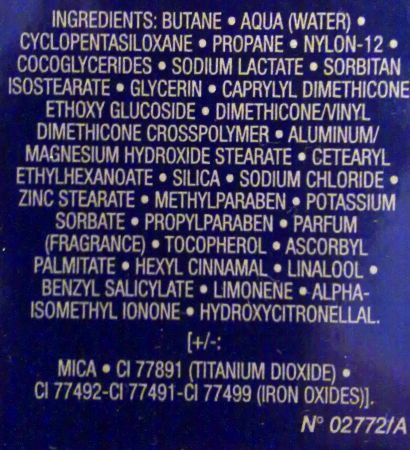 INGREDIENTS: BUTANE • AQUA (WATER) •
CYCLOPENTASILOXANE • PROPANE • NYLON-12 •
COCOGLYCERIDES • SODIUM LACTATE • SORBITAN
ISOSTEARATE • GLYCERIN • CAPRYLYL DIMETHICONE
ETHOXY GLUCOSIDE • DIMETHICONE/VINYL
DIMETHICONE CROSSPOLYMER • ALUMINUM/
MAGNESIUM HYDROXIDE STEARATE • CETEARYL
ETHYLHEXANOATE • SILICA • SODIUM CHLORIDE •
ZINC STEARATE • METHYLPARABEN • POTASSIUM
SORBATE • PROPYLPARABEN • PARFUM
(FRAGRANCE) • TOCOPHEROL • ASCORBYL
PALMITATE • HEXYL CINNAMAL • LINALOOL •
BENZYL SALICYLATE • LIMONENE • ALPHA-
ISOMETHYL IONONE • HYDROXYCITRONELLAL.
[+/-:
MICA • CI 77891 (TITANIUM DIOXIDE) •
CI 77492-CI 77491-CI 77499 (IRON OXIDES)].
N° 02772/A